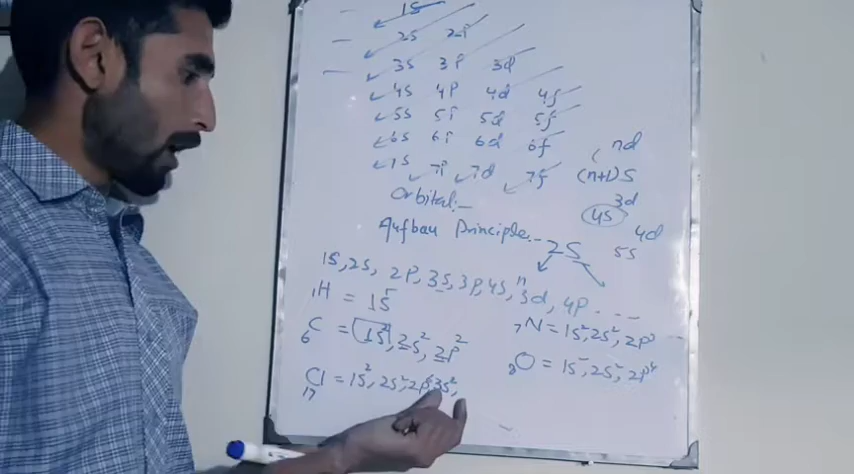 1s
2s 2p
3s 3p 3d
4s 4p 4d 4f
5s 5p 5d 5f
6s 6p 6d 6f
7s 7p 7d 7f
nd
(n+1)s
3d
4s
4d
5s
Orbital:
Aufbau Principle:-
2s
n
1s, 2s, 2p, 3s, 3p, 4s, 3d, 4p ....
₁H = 1s
₆C = 1s², 2s², 2p²
₁₇Cl = 1s², 2s², 2p⁶, 3s²,
₇N = 1s², 2s², 2p³
₈O = 1s², 2s², 2p⁴